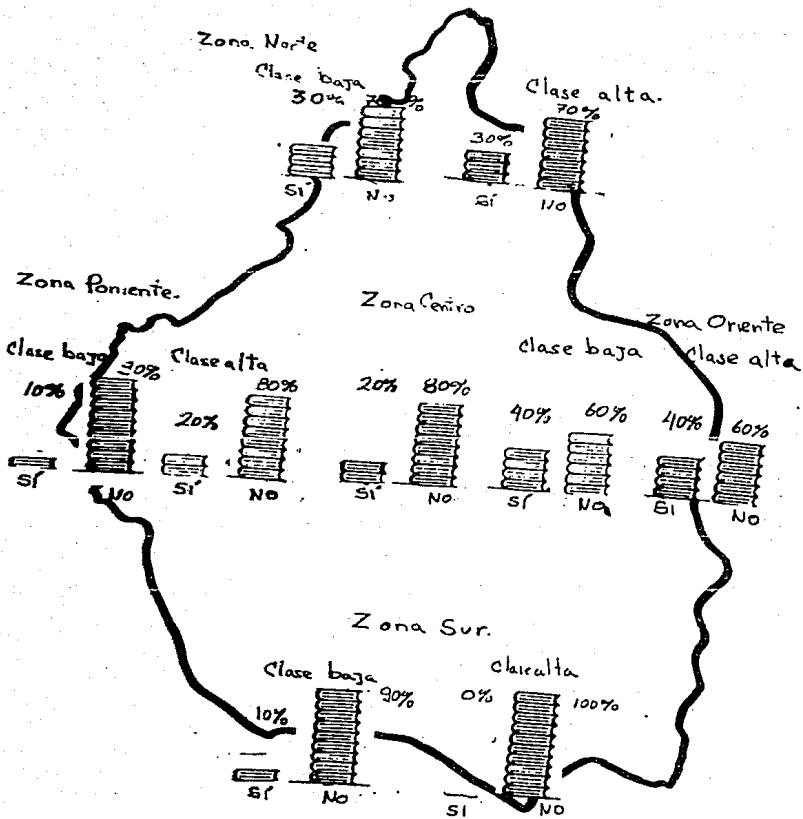 Zona Norte
Clase baja
30% 70%
SÍ NO
Clase alta.
70%
30%
SÍ NO
Zona Poniente.
Clase baja
10%
SÍ NO
Clase alta
80%
20%
SÍ NO
Zona Centro
20% 80%
SÍ NO
Zona Oriente
Clase baja
40% 60%
SÍ NO
Clase alta
40% 60%
SI NO
Zona Sur.
Clase baja
10% 90%
SÍ NO
Clase alta
0% 100%
SI NO